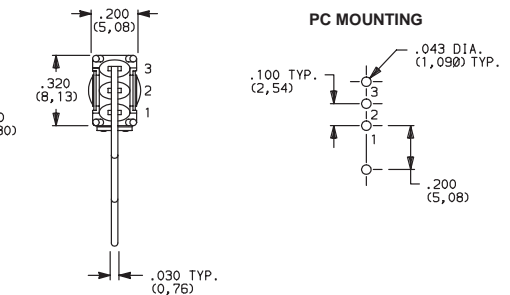 .200
(5,08)
PC MOUNTING
.320
(8,13)
3
2
1
.100 TYP.
(2,54)
.043 DIA.
(1,090) TYP.
3
2
1
.200
(5,08)
.030 TYP.
(0,76)